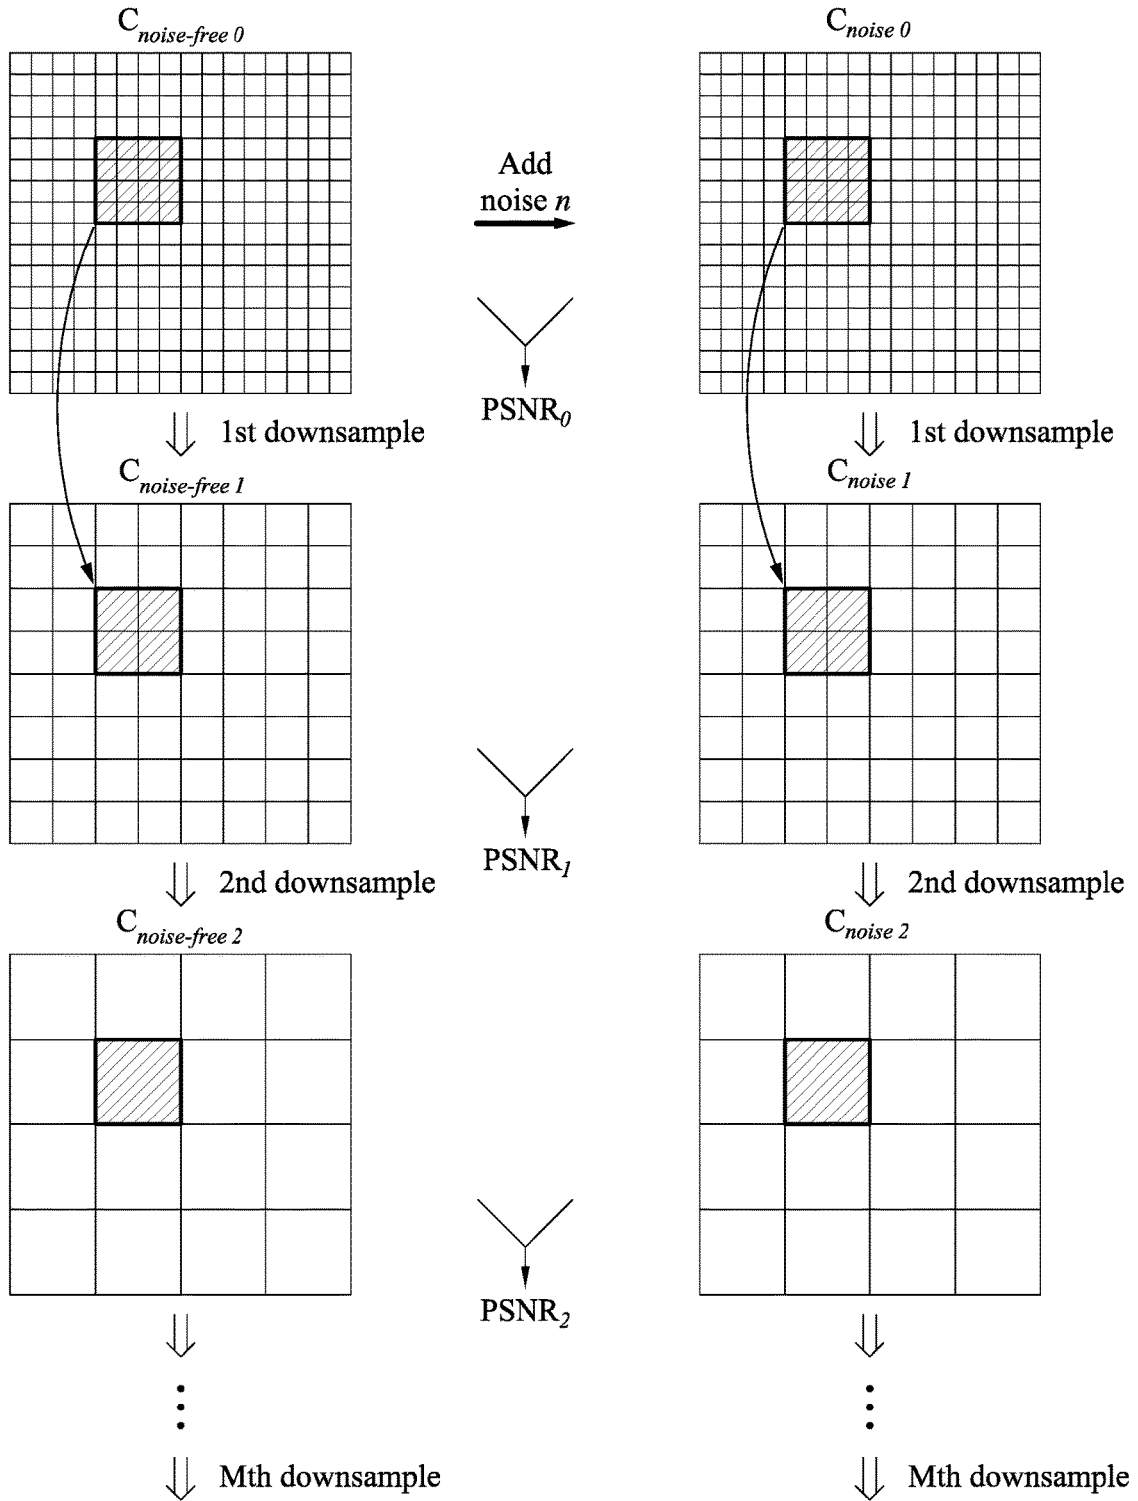 C_noise-free 0
C_noise 0
Add
noise n
PSNR_0
1st downsample
1st downsample
C_noise-free 1
C_noise 1
PSNR_1
2nd downsample
2nd downsample
C_noise-free 2
C_noise 2
PSNR_2
Mth downsample
Mth downsample